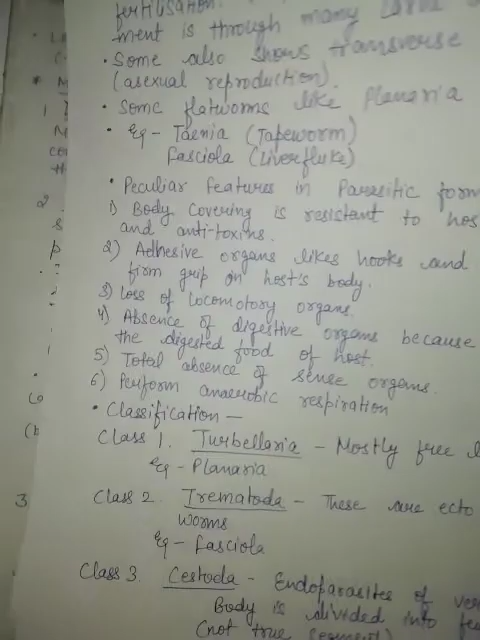 fertilisation.
ment is through many
• Some also shows transverse
(asexual reproduction).
• Some flatworms like Planaria
• Eg - Taenia (Tapeworm)
Fasciola (Liverfluke)
• Peculiar features in Parasitic form
1) Body covering is resistant to
and anti-toxins.
2) Adhesive organs likes hooks and
firm grip on host's body.
3) Loss of locomotory organs.
4) Absence of digestive organs because
the digested food of host.
5) Total absence of sense organs.
6) Perform anaerobic respiration
• Classification -
Class 1. Turbellaria - Mostly free
Eg - Planaria
Class 2. Trematoda - These are ecto
worms
Eg - Fasciola
3
Class 3. Cestoda - Endoparasites of
Body is divided into
(not true